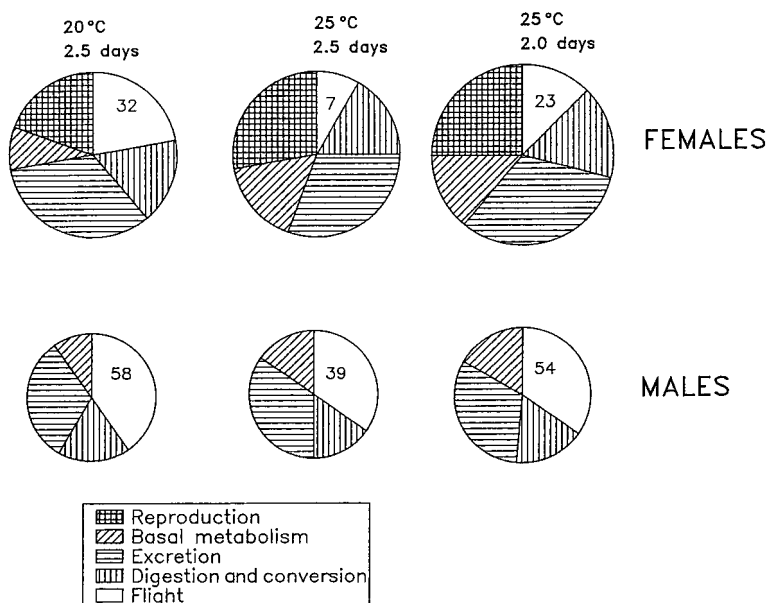 20°C
2.5 days
25°C
2.5 days
25°C
2.0 days
32
7
23
FEMALES
58
39
54
MALES
Reproduction
Basal metabolism
Excretion
Digestion and conversion
Flight